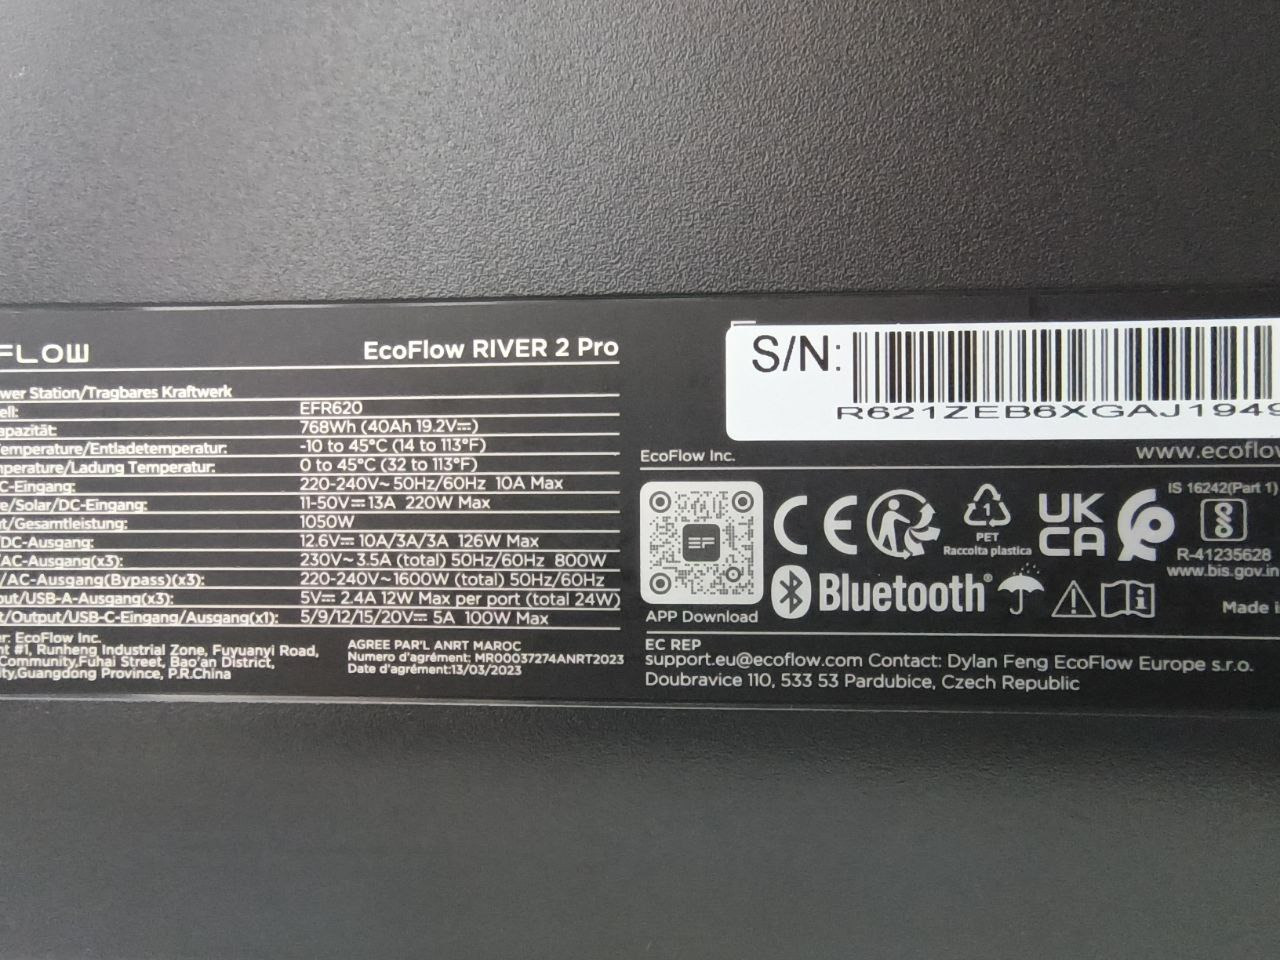 FLOW
EcoFlow RIVER 2 Pro
wer Station/Tragbares Kraftwerk
ell: EFR620
apazität: 768Wh (40Ah 19.2V⎓)
emperature/Entladetemperatur: -10 to 45°C (14 to 113°F)
perature/Ladung Temperatur: 0 to 45°C (32 to 113°F)
C-Eingang: 220-240V~ 50Hz/60Hz 10A Max
e/Solar/DC-Eingang: 11-50V⎓13A 220W Max
t/Gesamtleistung: 1050W
/DC-Ausgang: 12.6V⎓ 10A/3A/3A 126W Max
/AC-Ausgang(x3): 230V~3.5A (total) 50Hz/60Hz 800W
/AC-Ausgang(Bypass)(x3): 220-240V~1600W (total) 50Hz/60Hz
put/USB-A-Ausgang(x3): 5V⎓ 2.4A 12W Max per port (total 24W)
t/Output/USB-C-Eingang/Ausgang(x1): 5/9/12/15/20V⎓ 5A 100W Max
er: EcoFlow Inc.
nt #1, Runheng Industrial Zone, Fuyuanyi Road,
Community,Fuhai Street, Bao'an District,
ity,Guangdong Province, P.R.China
AGREE PAR'L ANRT MAROC
Numero d'agrément: MR00037274ANRT2023
Date d'agrément:13/03/2023
S/N:
R621ZEB6XGAJ1949
EcoFlow Inc.
www.ecoflow
EF
APP Download
CE
1
PET
Raccolta plastica
UK
CA
IS 16242(Part 1)
R-41235628
www.bis.gov.in
Bluetooth®
Made i
EC REP
support.eu@ecoflow.com Contact: Dylan Feng EcoFlow Europe s.r.o.
Doubravice 110, 533 53 Pardubice, Czech Republic